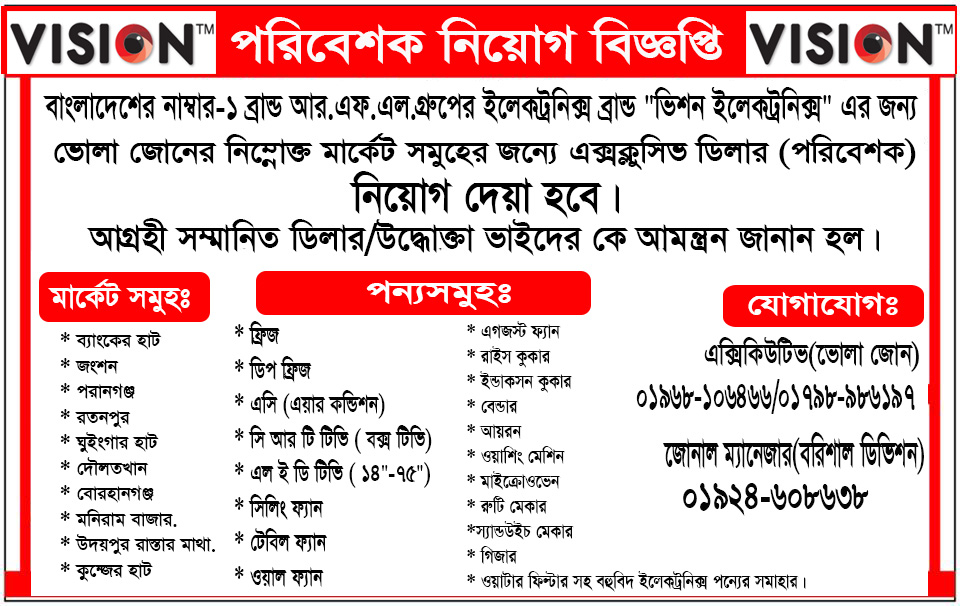 VISION™ পরিবেশক নিয়োগ বিজ্ঞপ্তি VISION™
বাংলাদেশের নাম্বার-১ ব্রান্ড আর.এফ.এল.গ্রুপের ইলেকট্রনিক্স ব্রান্ড "ভিশন ইলেকট্রনিক্স" এর জন্য
ভোলা জোনের নিম্নোক্ত মার্কেট সমুহের জন্যে এক্সক্লুসিভ ডিলার (পরিবেশক)
নিয়োগ দেয়া হবে।
আগ্রহী সম্মানিত ডিলার/উদ্ধোক্তা ভাইদের কে আমন্ত্রন জানান হল।
মার্কেট সমুহঃ
* ব্যাংকের হাট
* জংশন
* পরানগঞ্জ
* রতনপুর
* ঘুইংগার হাট
* দৌলতখান
* বোরহানগঞ্জ
* মনিরাম বাজার.
* উদয়পুর রাস্তার মাথা.
* কুন্জের হাট
পন্যসমুহঃ
* ফ্রিজ
* ডিপ ফ্রিজ
* এসি (এয়ার কন্ডিশন)
* সি আর টি টিভি ( বক্স টিভি)
* এল ই ডি টিভি ( ১৪"-৭৫")
* সিলিং ফ্যান
* টেবিল ফ্যান
* ওয়াল ফ্যান
* এগজস্ট ফ্যান
* রাইস কুকার
* ইন্ডাকসন কুকার
* বেন্ডার
* আয়রন
* ওয়াশিং মেশিন
* মাইক্রোওভেন
* রুটি মেকার
*স্যান্ডউইচ মেকার
* গিজার
* ওয়াটার ফিল্টার সহ বহুবিদ ইলেকট্রনিক্স পন্যের সমাহার।
যোগাযোগঃ
এক্সিকিউটিভ(ভোলা জোন)
০১৯৬৮-১০৬৪৬৬/০১৭৯৮-৯৮৬১৯৭
জোনাল ম্যানেজার(বরিশাল ডিভিশন)
০১৯২৪-৬০৮৬৩৮